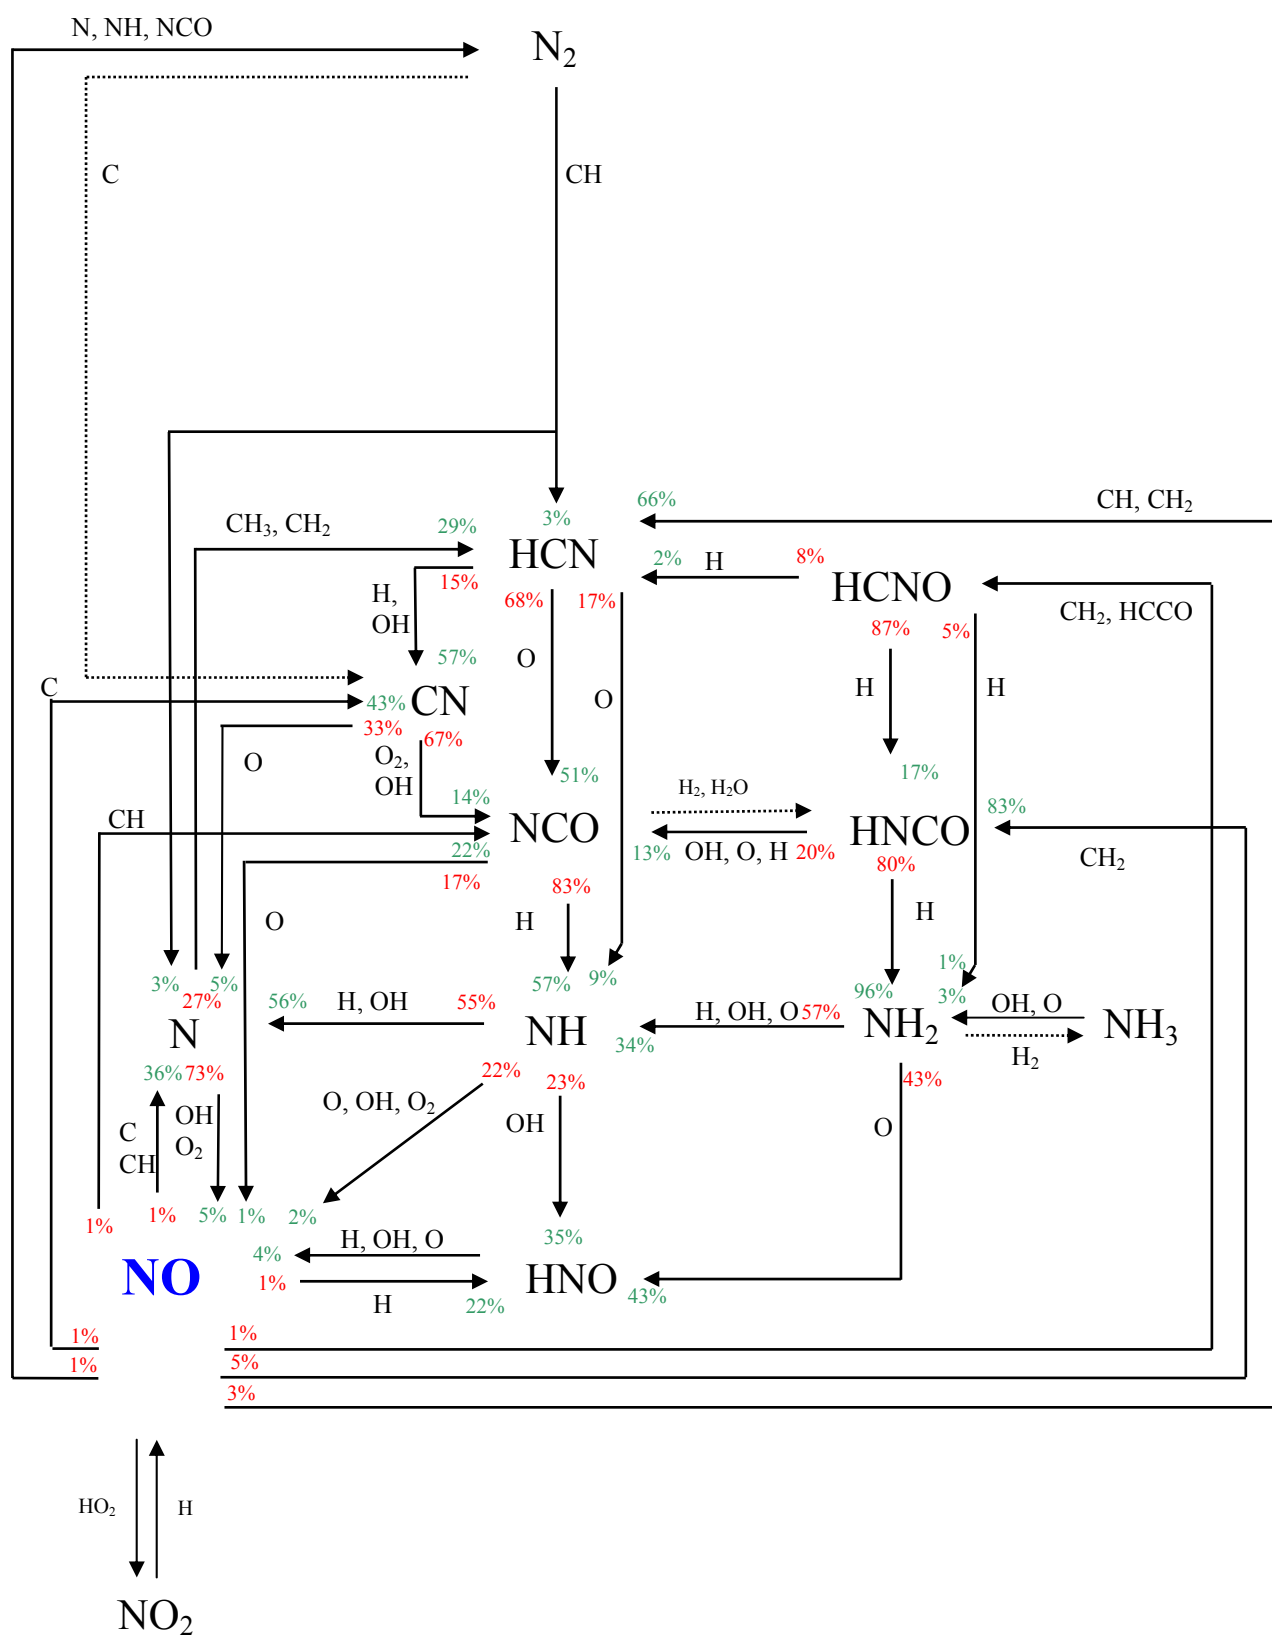 N, NH, NCO
N₂
C
CH
66%
CH, CH₂
3%
29%
CH₃, CH₂
HCN
2%
H
8%
HCNO
15%
H,
OH
68%
17%
CH₂, HCCO
87%
5%
57%
O
H
H
C
43%
CN
O
33%
67%
O
O₂,
OH
51%
17%
14%
H₂, H₂O
83%
CH
NCO
HNCO
22%
13%
OH, O, H
20%
80%
CH₂
17%
83%
O
H
H
3%
5%
57%
9%
1%
27%
56%
H, OH
55%
96%
3%
OH, O
N
NH
34%
H, OH, O
57%
NH₂
NH₃
H₂
36%
73%
22%
23%
43%
O, OH, O₂
OH
O
C
CH
OH
O₂
1%
1%
5%
1%
2%
35%
4%
H, OH, O
NO
1%
HNO
H
22%
43%
1%
1%
1%
5%
3%
HO₂
H
NO₂